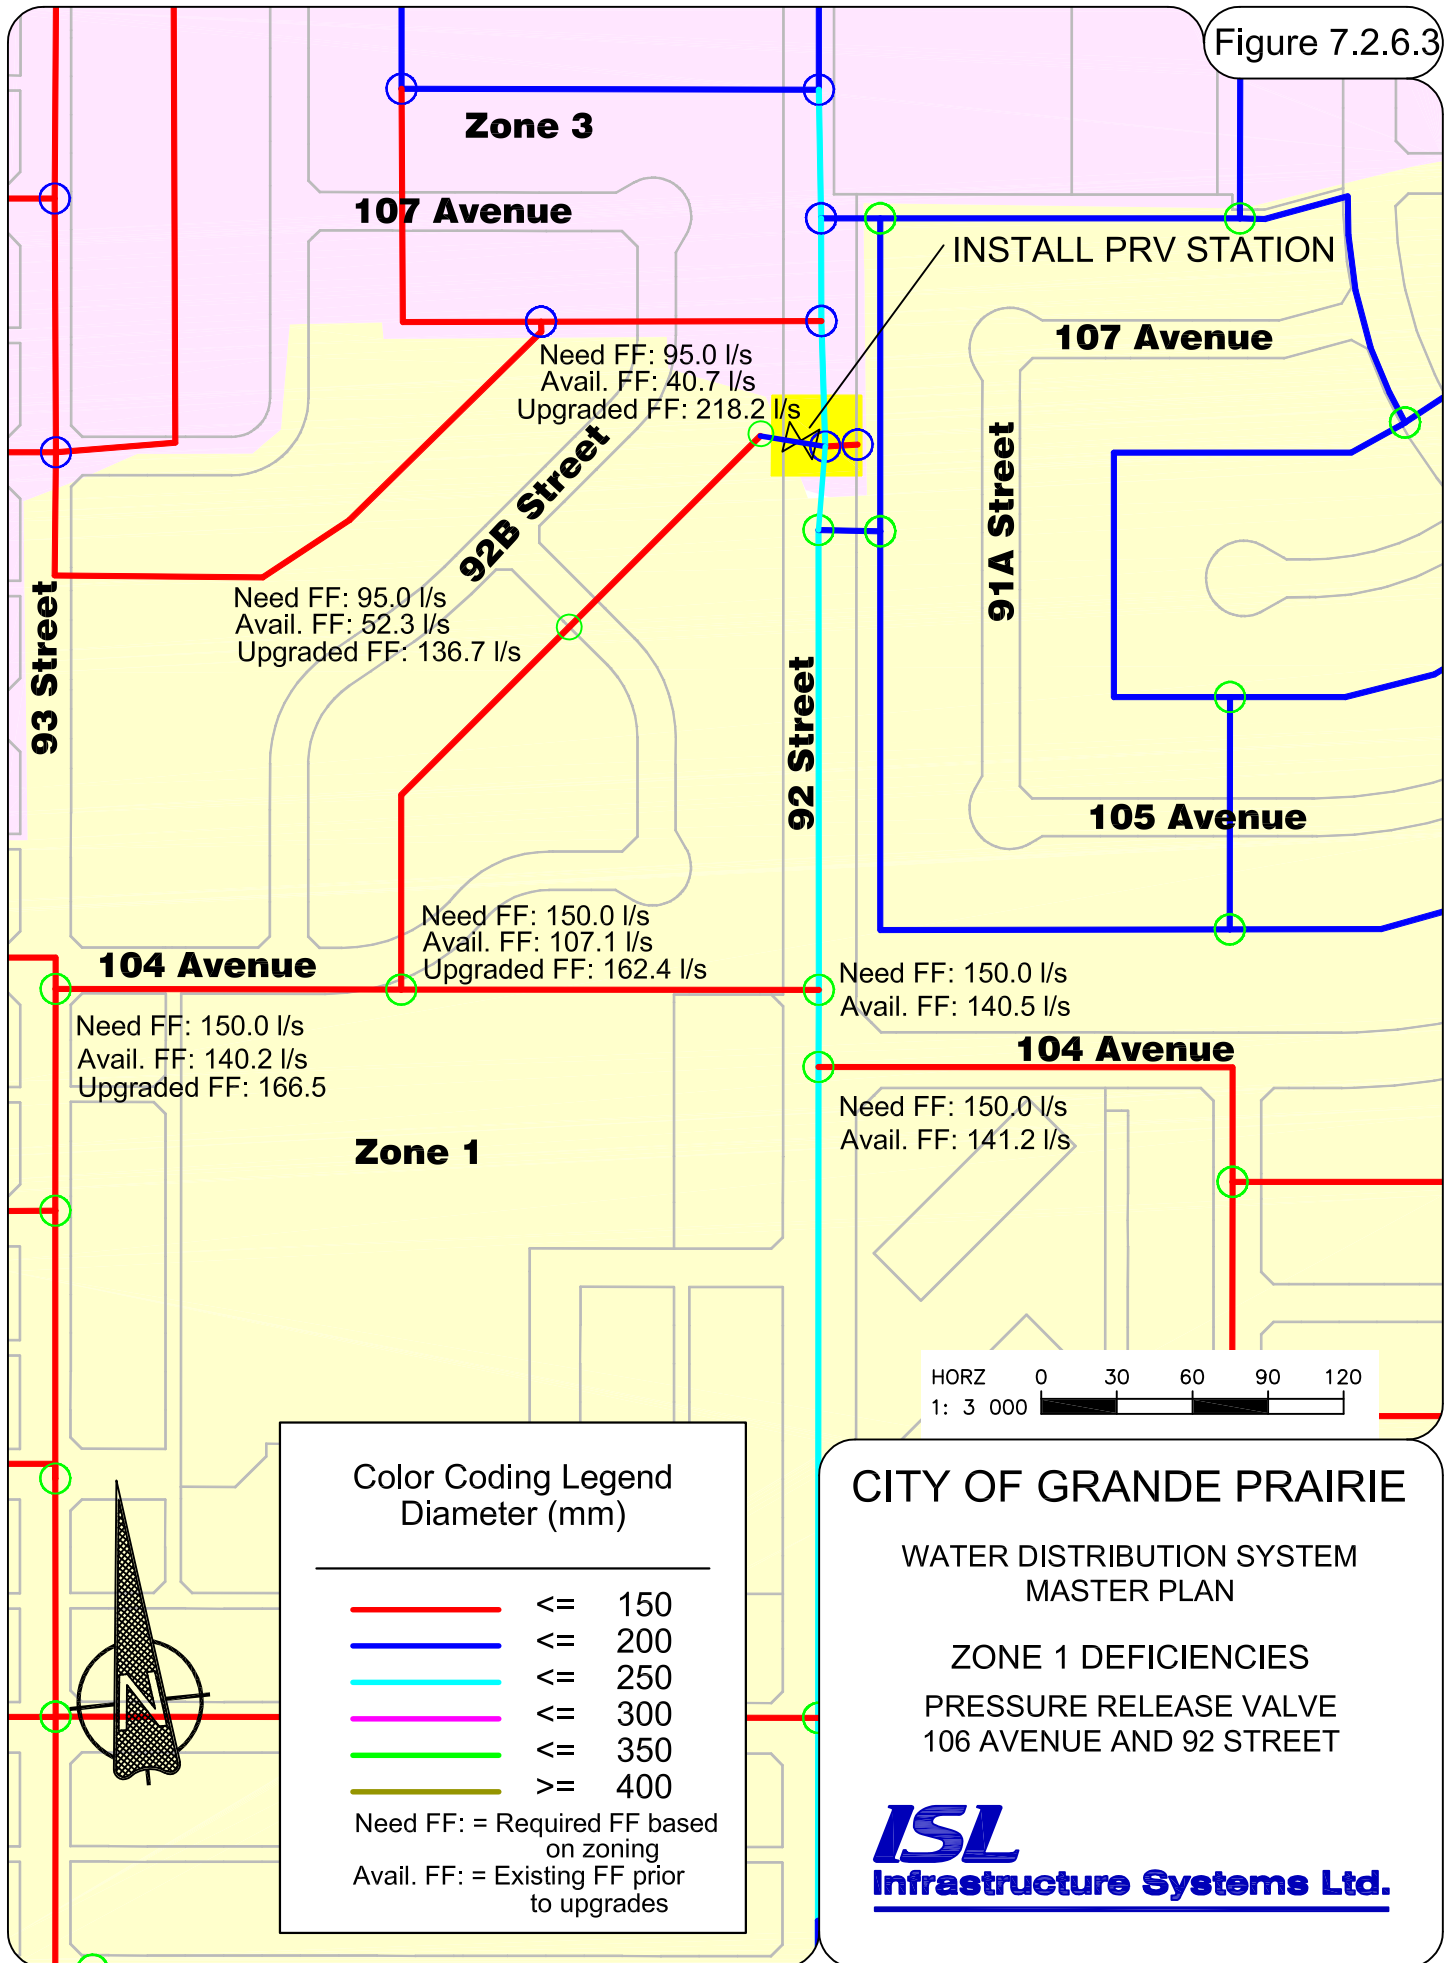 Figure 7.2.6.3
Zone 3
107 Avenue
INSTALL PRV STATION
107 Avenue
Need FF: 95.0 l/s
Avail. FF: 40.7 l/s
Upgraded FF: 218.2 l/s
92B Street
91A Street
Need FF: 95.0 l/s
Avail. FF: 52.3 l/s
Upgraded FF: 136.7 l/s
93 Street
92 Street
105 Avenue
Need FF: 150.0 l/s
Avail. FF: 107.1 l/s
Upgraded FF: 162.4 l/s
104 Avenue
Need FF: 150.0 l/s
Avail. FF: 140.5 l/s
Need FF: 150.0 l/s
Avail. FF: 140.2 l/s
Upgraded FF: 166.5
104 Avenue
Need FF: 150.0 l/s
Avail. FF: 141.2 l/s
Zone 1
HORZ 0 30 60 90 120
1: 3 000
Color Coding Legend
Diameter (mm)
<= 150
<= 200
<= 250
<= 300
<= 350
>= 400
Need FF: = Required FF based
on zoning
Avail. FF: = Existing FF prior
to upgrades
N
CITY OF GRANDE PRAIRIE
WATER DISTRIBUTION SYSTEM
MASTER PLAN
ZONE 1 DEFICIENCIES
PRESSURE RELEASE VALVE
106 AVENUE AND 92 STREET
ISL
Infrastructure Systems Ltd.